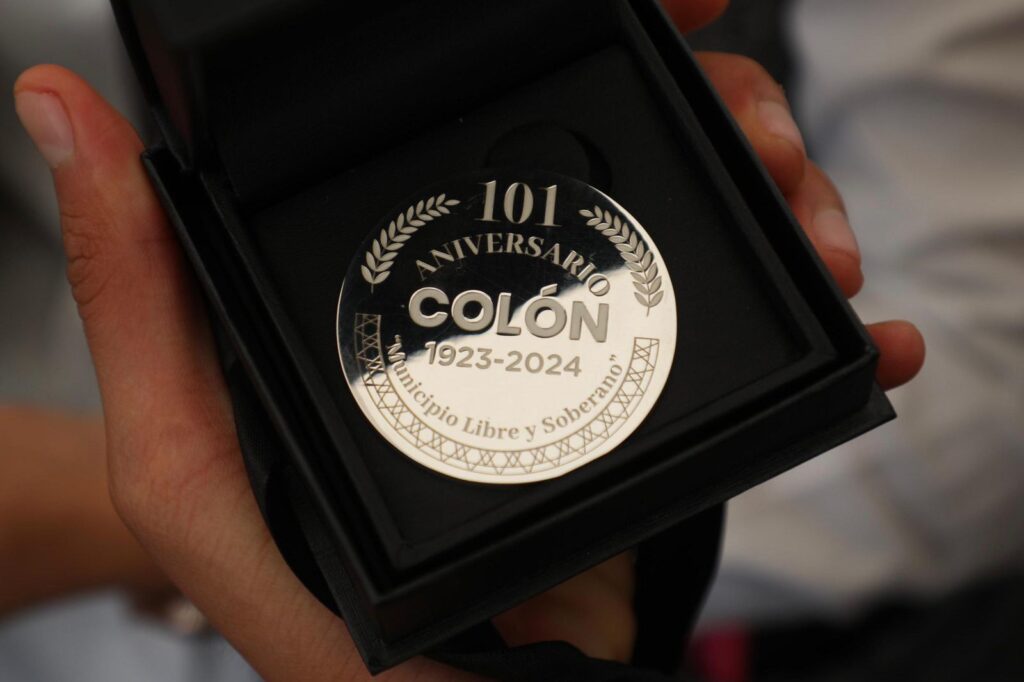 101
ANIVERSARIO
COLÓN
1923-2024
"Municipio Libre y Soberano"